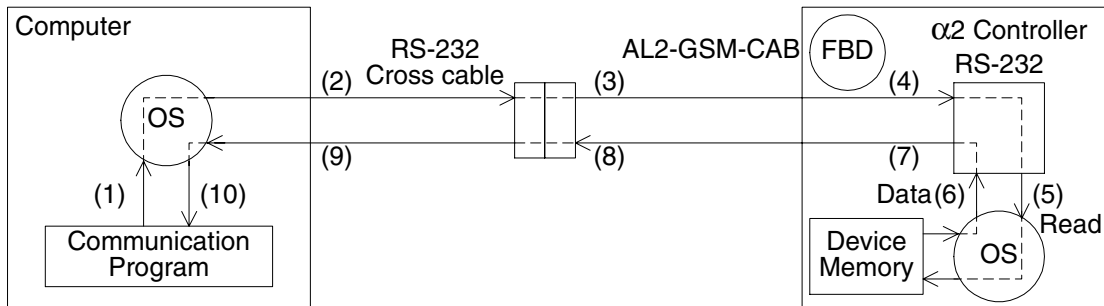 Computer
OS
(1)
(10)
Communication
Program
(2)
RS-232
Cross cable
(9)
AL2-GSM-CAB
(3)
(8)
FBD
α2 Controller
RS-232
(4)
(7)
Data (6)
(5)
Read
Device
Memory
OS